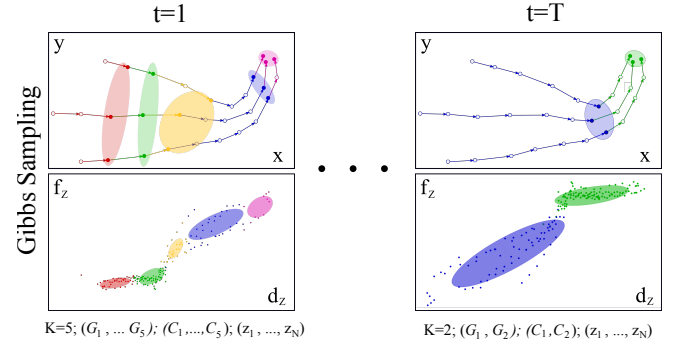 t=1
t=T
Gibbs Sampling
y
x
y
x
• • •
f_Z
d_Z
f_Z
d_Z
K=5; (G_1 , ... G_5); (C_1,...,C_5); (z_1 , ..., z_N)
K=2; (G_1 , G_2); (C_1,C_2); (z_1 , ..., z_N)